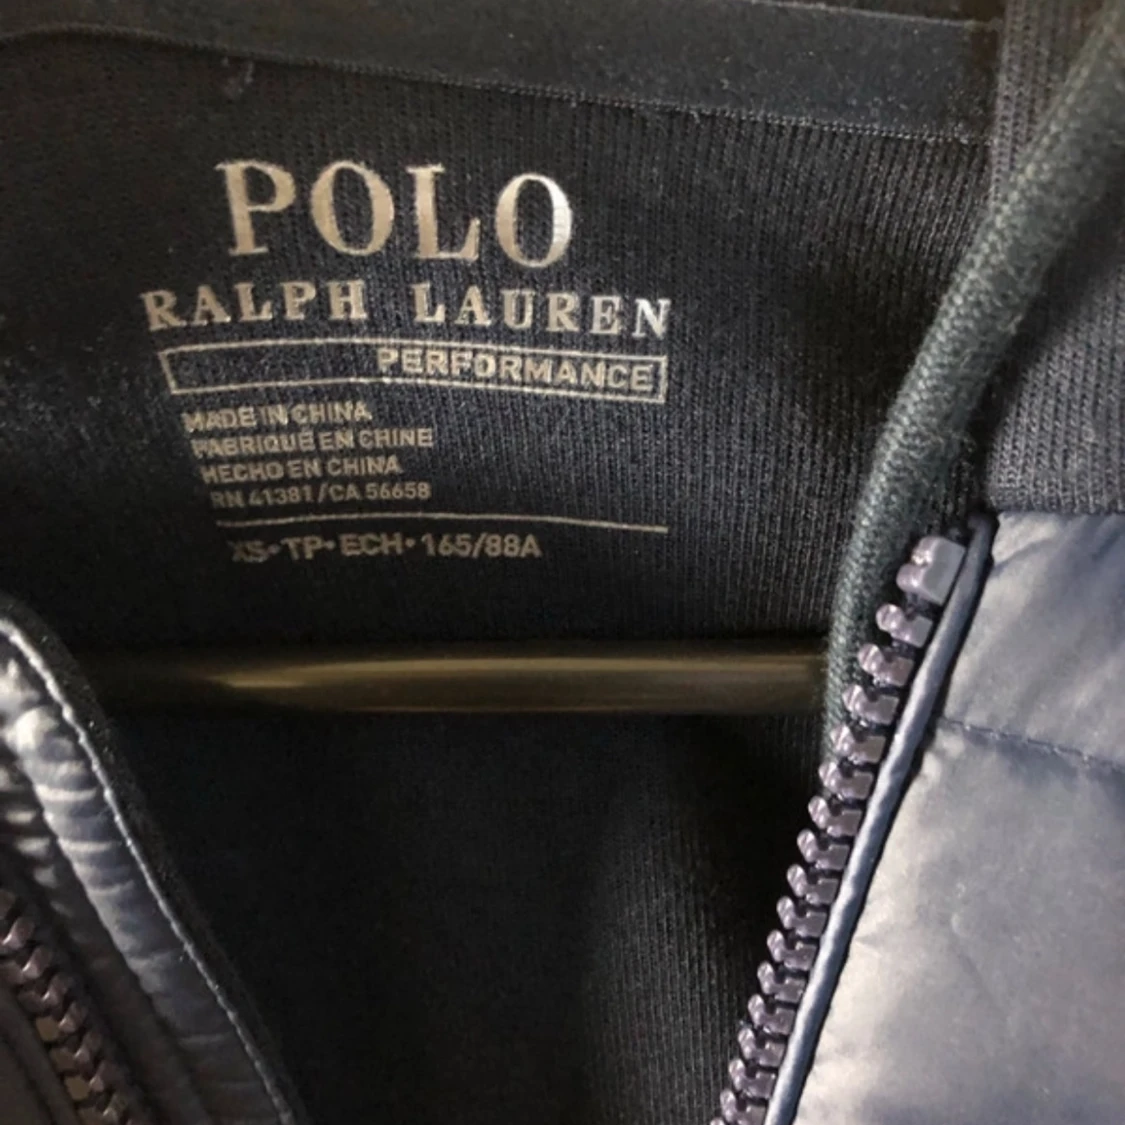 POLO
RALPH LAUREN
PERFORMANCE
MADE IN CHINA
FABRIQUÉ EN CHINE
HECHO EN CHINA
RN 41381/CA 56658
XS•TP•ECH•165/88A